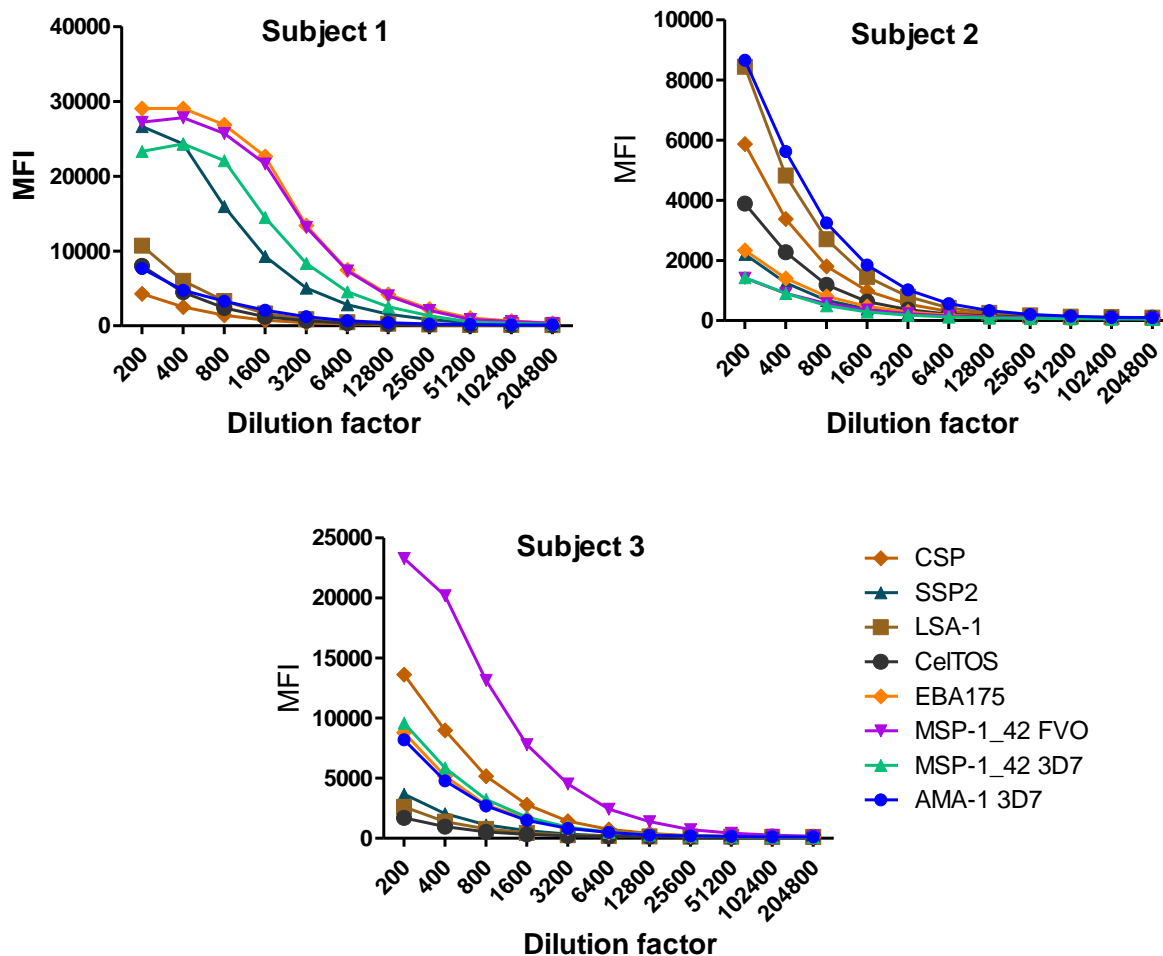 Subject 1
MFI
40000
30000
20000
10000
0
200
400
800
1600
3200
6400
12800
25600
51200
102400
204800
Dilution factor
Subject 2
MFI
10000
8000
6000
4000
2000
0
200
400
800
1600
3200
6400
12800
25600
51200
102400
204800
Dilution factor
Subject 3
MFI
25000
20000
15000
10000
5000
0
200
400
800
1600
3200
6400
12800
25600
51200
102400
204800
Dilution factor
CSP
SSP2
LSA-1
CelTOS
EBA175
MSP-1_42 FVO
MSP-1_42 3D7
AMA-1 3D7